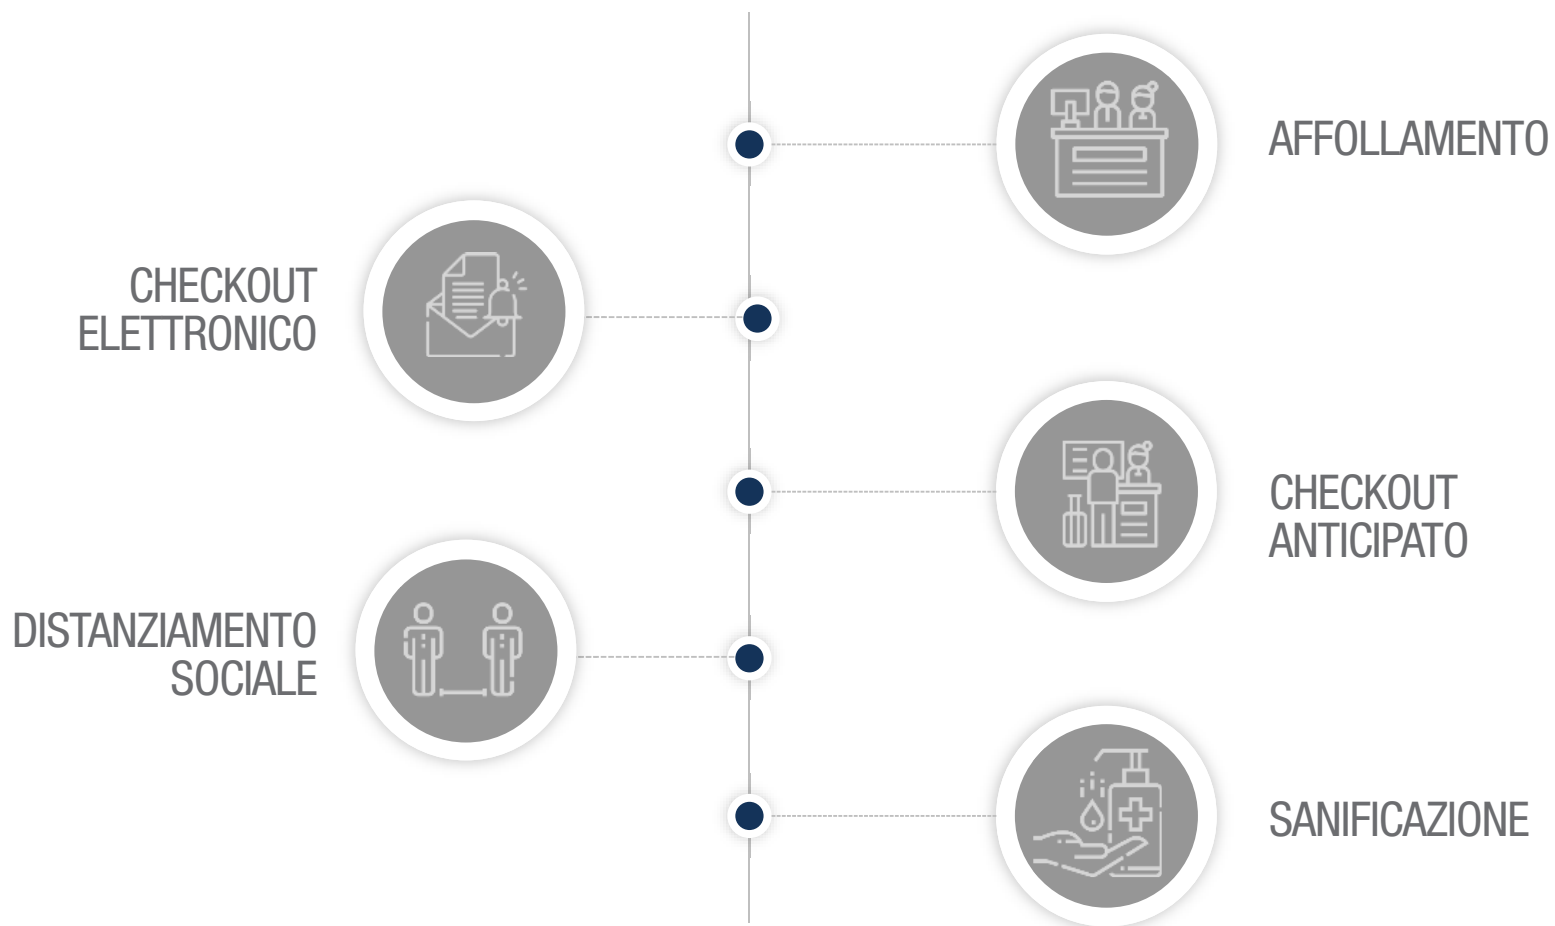 AFFOLLAMENTO
CHECKOUT
ELETTRONICO
CHECKOUT
ANTICIPATO
DISTANZIAMENTO
SOCIALE
SANIFICAZIONE